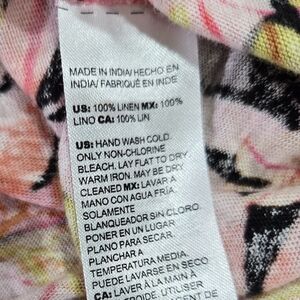 MADE IN INDIA/HECHO EN
INDIA/ FABRIQUÉ EN INDE
US: 100% LINEN MX: 100%
LINO CA: 100% LIN
US: HAND WASH COLD.
ONLY NON-CHLORINE
BLEACH. LAY FLAT TO DRY.
WARM IRON. MAY BE DRY
CLEANED MX: LAVAR A
MANO CON AGUA FRÍA.
SOLAMENTE
BLANQUEADOR SIN CLORO.
PONER EN UN LUGAR
PLANO PARA SECAR.
PLANCHAR A
TEMPERATURA MEDIA.
PUEDE LAVARSE EN SECO
CA: LAVER À LA MAIN À
UTILISER
DE